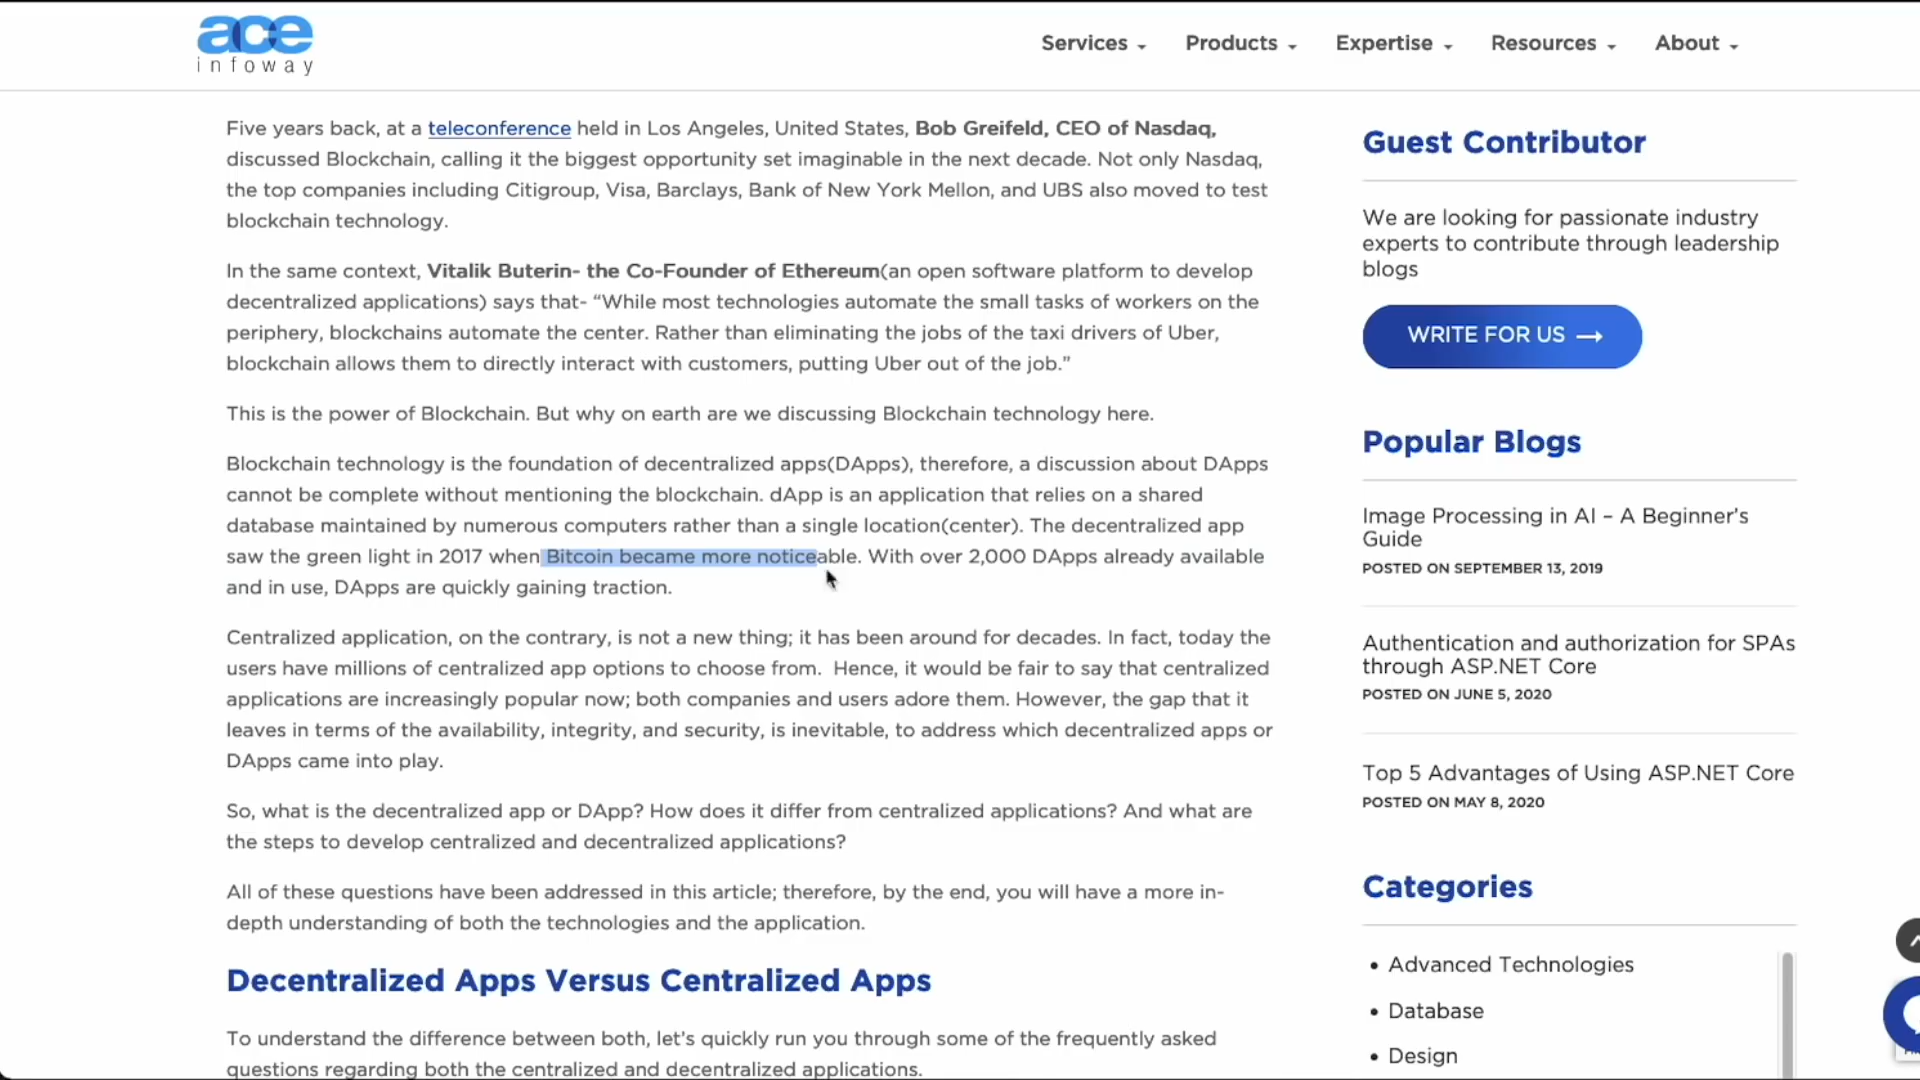 ace
infoway
Services
Products
Expertise
Resources
About
Five years back, at a teleconference held in Los Angeles, United States, Bob Greifeld, CEO of Nasdaq,
discussed Blockchain, calling it the biggest opportunity set imaginable in the next decade. Not only Nasdaq,
the top companies including Citigroup, Visa, Barclays, Bank of New York Mellon, and UBS also moved to test
blockchain technology.
In the same context, Vitalik Buterin- the Co-Founder of Ethereum(an open software platform to develop
decentralized applications) says that- “While most technologies automate the small tasks of workers on the
periphery, blockchains automate the center. Rather than eliminating the jobs of the taxi drivers of Uber,
blockchain allows them to directly interact with customers, putting Uber out of the job.”
This is the power of Blockchain. But why on earth are we discussing Blockchain technology here.
Blockchain technology is the foundation of decentralized apps(DApps), therefore, a discussion about DApps
cannot be complete without mentioning the blockchain. dApp is an application that relies on a shared
database maintained by numerous computers rather than a single location(center). The decentralized app
saw the green light in 2017 when Bitcoin became more noticeable. With over 2,000 DApps already available
and in use, DApps are quickly gaining traction.
Centralized application, on the contrary, is not a new thing; it has been around for decades. In fact, today the
users have millions of centralized app options to choose from.  Hence, it would be fair to say that centralized
applications are increasingly popular now; both companies and users adore them. However, the gap that it
leaves in terms of the availability, integrity, and security, is inevitable, to address which decentralized apps or
DApps came into play.
So, what is the decentralized app or DApp? How does it differ from centralized applications? And what are
the steps to develop centralized and decentralized applications?
All of these questions have been addressed in this article; therefore, by the end, you will have a more in-
depth understanding of both the technologies and the application.
Decentralized Apps Versus Centralized Apps
To understand the difference between both, let’s quickly run you through some of the frequently asked
questions regarding both the centralized and decentralized applications.
Guest Contributor
We are looking for passionate industry
experts to contribute through leadership
blogs
WRITE FOR US →
Popular Blogs
Image Processing in AI – A Beginner’s
Guide
POSTED ON SEPTEMBER 13, 2019
Authentication and authorization for SPAs
through ASP.NET Core
POSTED ON JUNE 5, 2020
Top 5 Advantages of Using ASP.NET Core
POSTED ON MAY 8, 2020
Categories
• Advanced Technologies
• Database
• Design